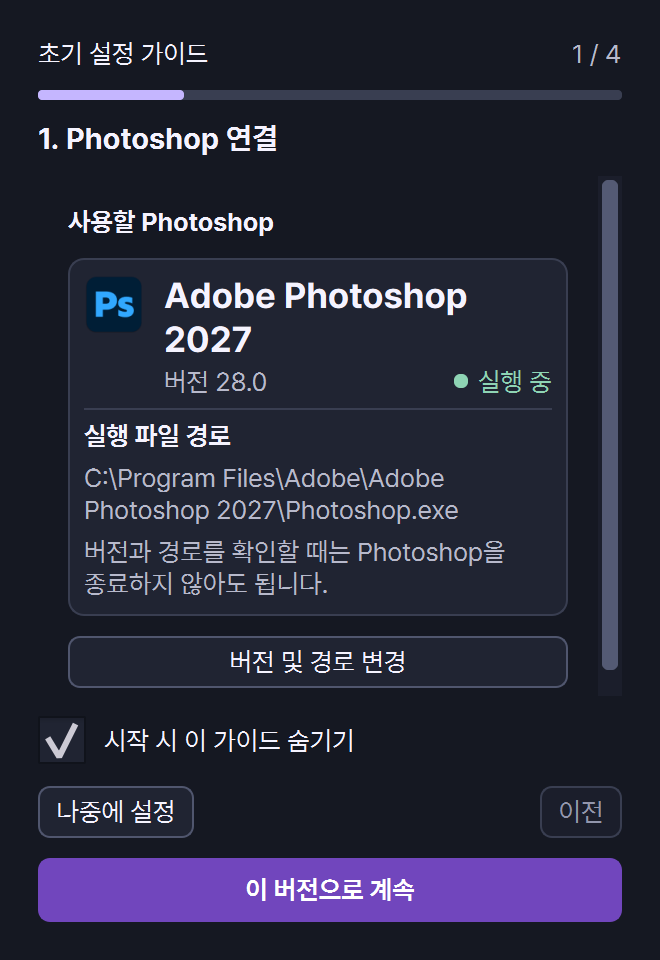 초기 설정 가이드
1 / 4
1. Photoshop 연결
사용할 Photoshop
Ps
Adobe Photoshop
2027
버전 28.0
실행 중
실행 파일 경로
C:\Program Files\Adobe\Adobe
Photoshop 2027\Photoshop.exe
버전과 경로를 확인할 때는 Photoshop을
종료하지 않아도 됩니다.
버전 및 경로 변경
시작 시 이 가이드 숨기기
나중에 설정
이전
이 버전으로 계속